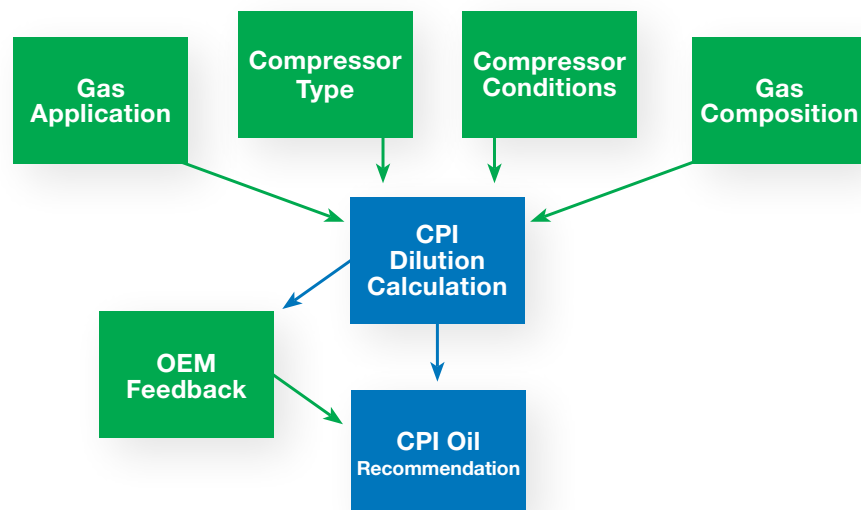 Gas
Application
Compressor
Type
Compressor
Conditions
Gas
Composition
CPI
Dilution
Calculation
OEM
Feedback
CPI Oil
Recommendation